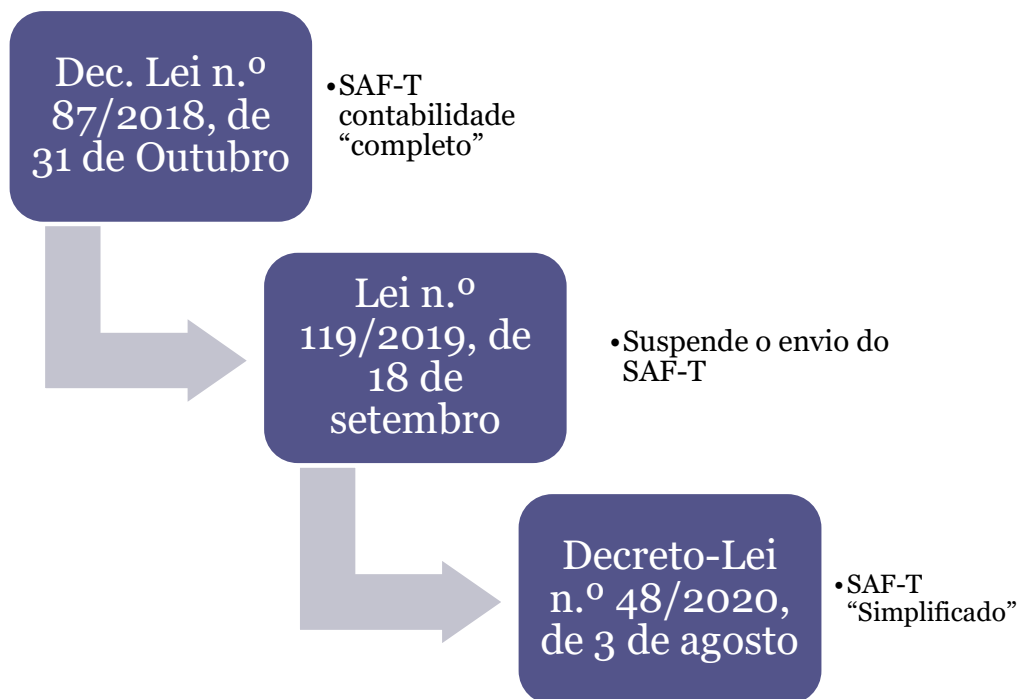 Dec. Lei n.º
87/2018, de
31 de Outubro
•SAF-T
contabilidade
“completo”
Lei n.º
119/2019, de
18 de
setembro
•Suspende o envio do
SAF-T
Decreto-Lei
n.º 48/2020,
de 3 de agosto
•SAF-T
“Simplificado”